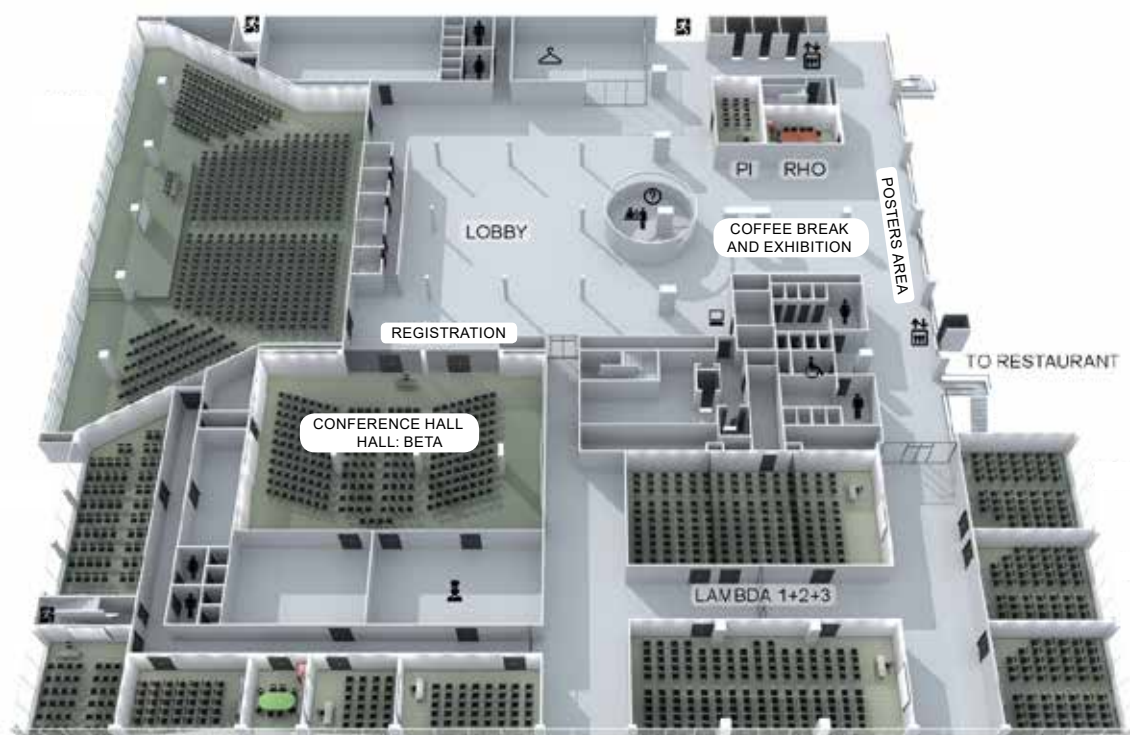 PI
RHO
LOBBY
COFFEE BREAK
AND EXHIBITION
POSTERS AREA
REGISTRATION
TO RESTAURANT
CONFERENCE HALL
HALL: BETA
LAMBDA 1+2+3